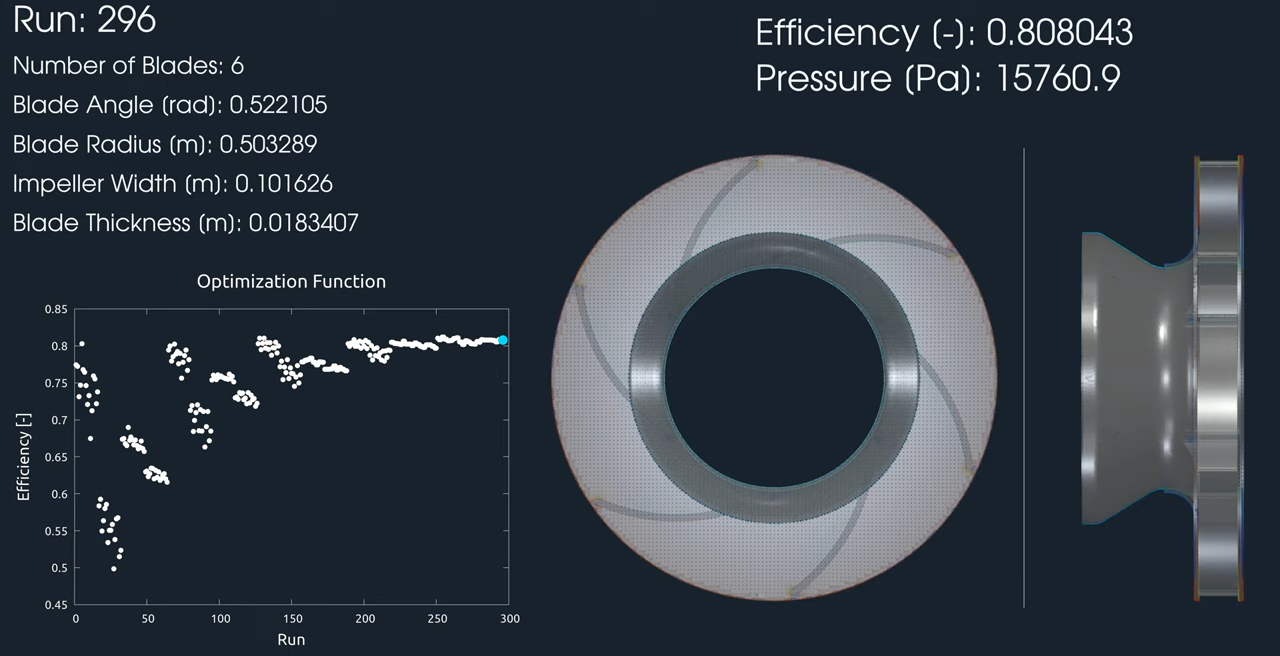 Run: 296
Number of Blades: 6
Blade Angle (rad): 0.522105
Blade Radius (m): 0.503289
Impeller Width (m): 0.101626
Blade Thickness (m): 0.0183407
Efficiency (-): 0.808043
Pressure (Pa): 15760.9
Optimization Function
0.85
0.8
0.75
0.7
0.65
0.6
0.55
0.5
0.45
Efficiency [-]
0 50 100 150 200 250 300
Run